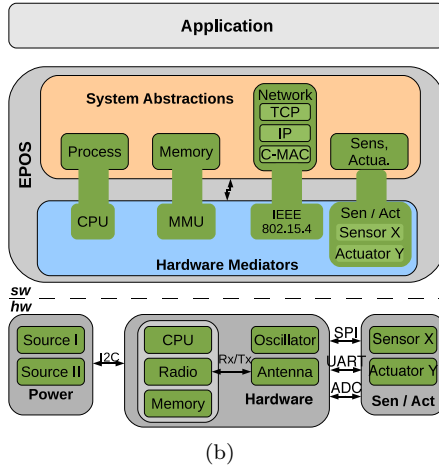 Application
EPOS
System Abstractions
Network
TCP
IP
C-MAC
Process
Memory
Sens,
Actua.
CPU
MMU
IEEE
802.15.4
Sen / Act
Sensor X
Actuator Y
Hardware Mediators
sw
hw
Source I
Source II
Power
I2C
CPU
Radio
Memory
Rx/Tx
Oscillator
Antenna
Hardware
SPI
UART
ADC
Sensor X
Actuator Y
Sen / Act
(b)